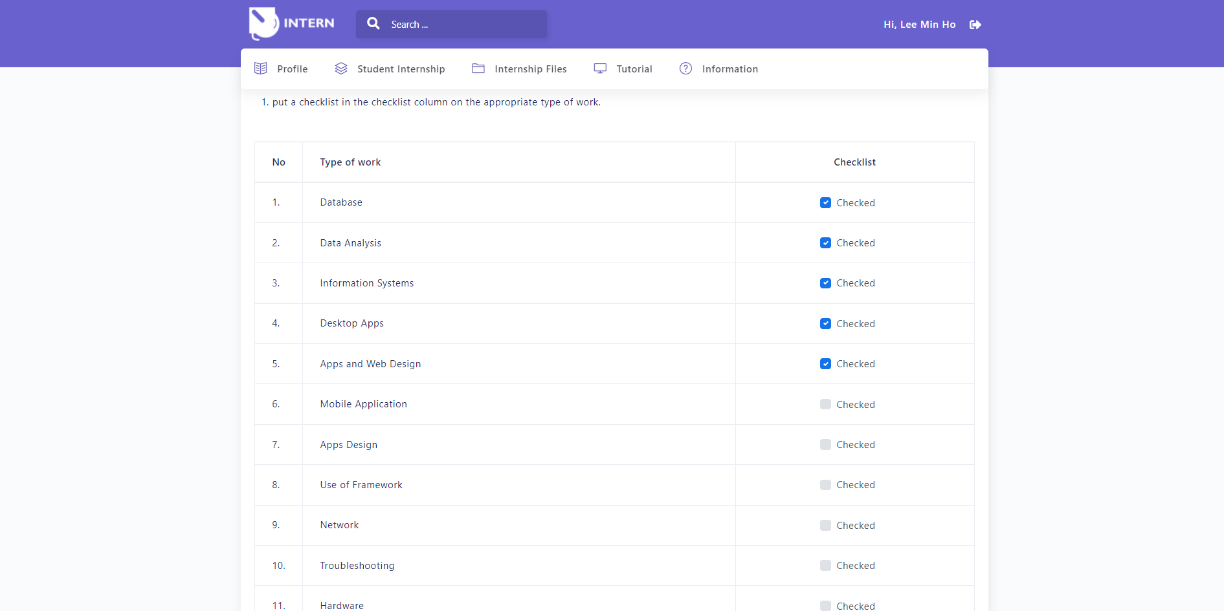 INTERN
Search ...
Hi, Lee Min Ho
Profile Student Internship Internship Files Tutorial Information
1. put a checklist in the checklist column on the appropriate type of work.
No Type of work Checklist
1. Database Checked
2. Data Analysis Checked
3. Information Systems Checked
4. Desktop Apps Checked
5. Apps and Web Design Checked
6. Mobile Application Checked
7. Apps Design Checked
8. Use of Framework Checked
9. Network Checked
10. Troubleshooting Checked
11. Hardware Checked